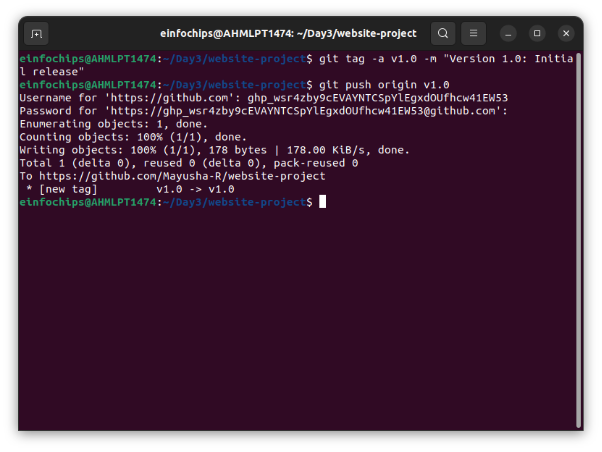 einfochips@AHMLPT1474: ~/Day3/website-project
einfochips@AHMLPT1474:~/Day3/website-project$ git tag -a v1.0 -m "Version 1.0: Initia
l release"
einfochips@AHMLPT1474:~/Day3/website-project$ git push origin v1.0
Username for 'https://github.com': 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
Password for 'https://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@github.com':
Enumerating objects: 1, done.
Counting objects: 100% (1/1), done.
Writing objects: 100% (1/1), 178 bytes | 178.00 KiB/s, done.
Total 1 (delta 0), reused 0 (delta 0), pack-reused 0
To https://github.com/Mayusha-R/website-project
 * [new tag]         v1.0 -> v1.0
einfochips@AHMLPT1474:~/Day3/website-project$